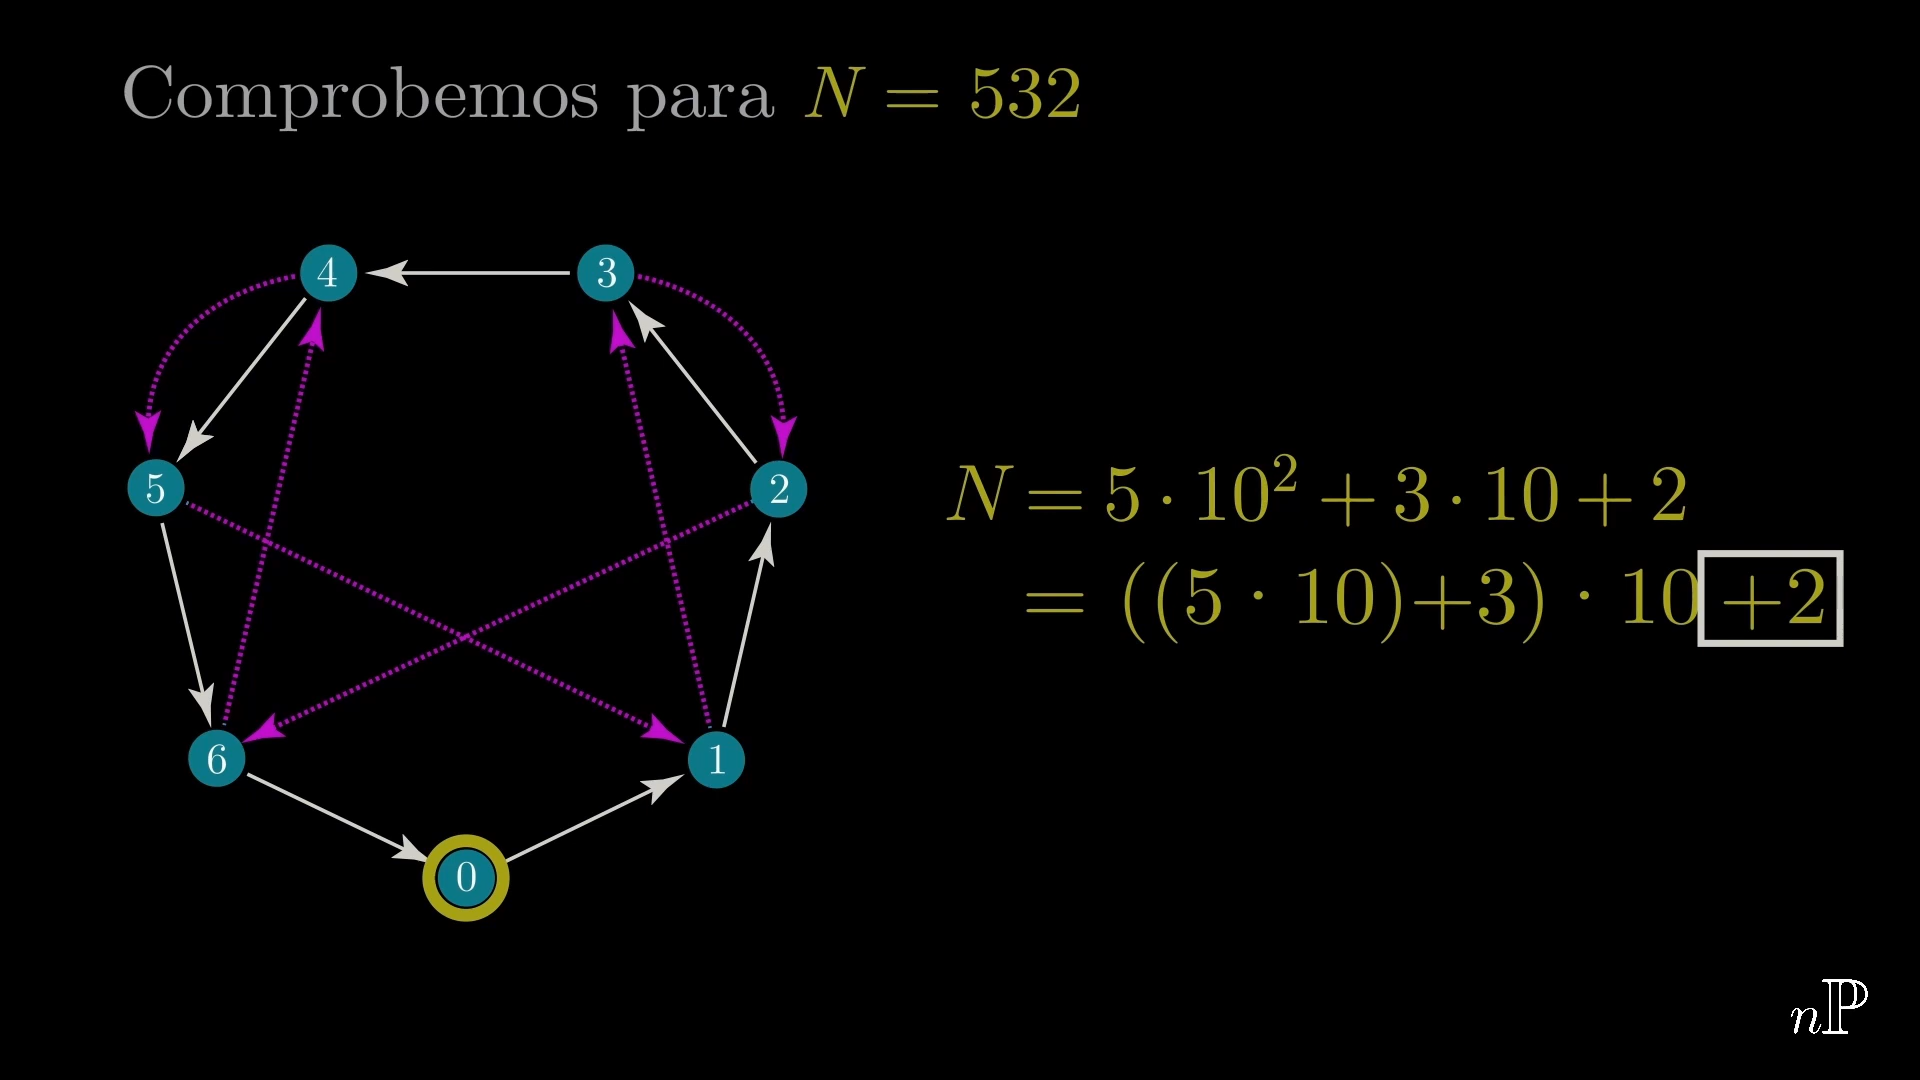 Comprobemos para N = 532
4 3
5 2
N = 5 · 10² + 3 · 10 + 2
= ((5 · 10)+3) · 10 +2
6 1
0
nℙ